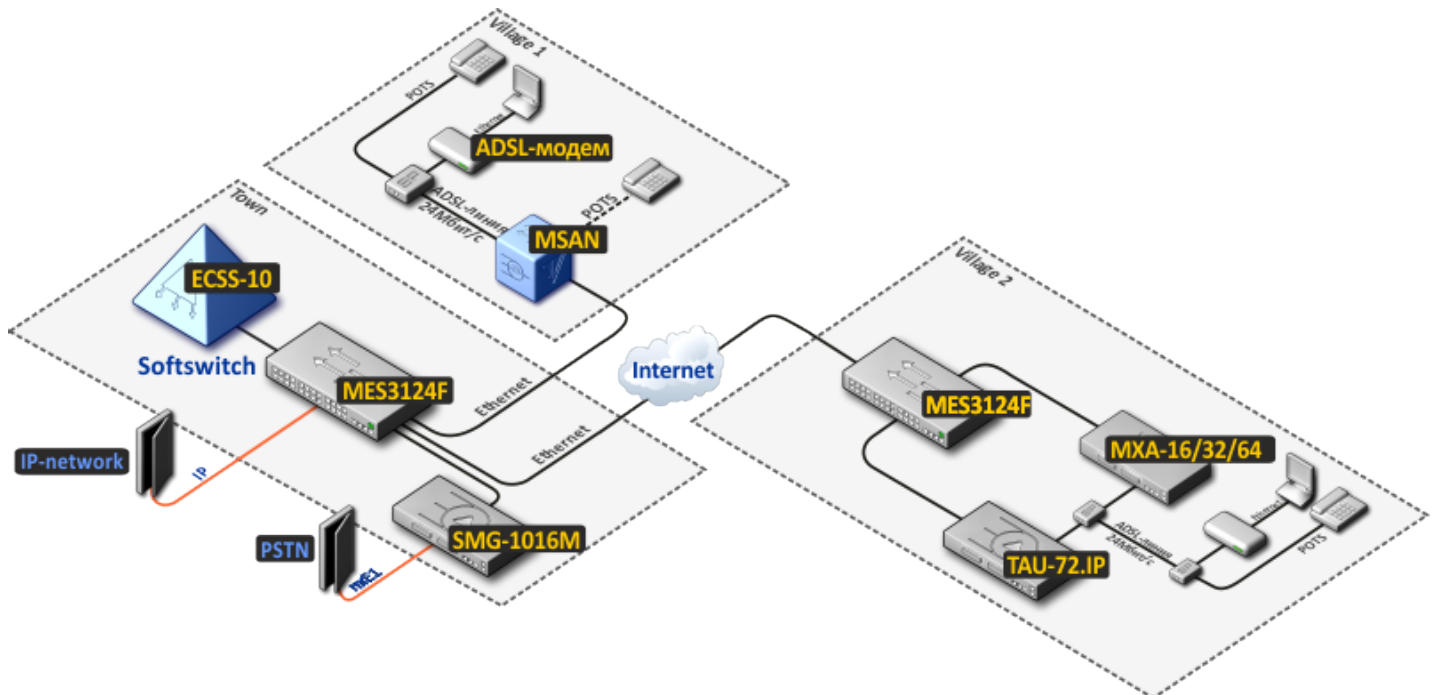 Village 1
POTS
Ethernet
ADSL-модем
ADSL-линия
24Мбит/с
POTS
MSAN
Town
ECSS-10
Softswitch
MES3124F
Ethernet
Ethernet
Internet
IP-network
IP
PSTN
SMG-1016M
Village 2
MES3124F
MXA-16/32/64
TAU-72.IP
ADSL-линия
24Мбит/с
Ethernet
POTS